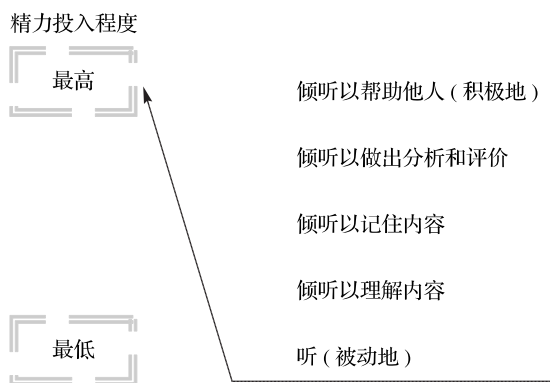 精力投入程度
最高
倾听以帮助他人(积极地)
倾听以做出分析和评价
倾听以记住内容
倾听以理解内容
最低
听(被动地)